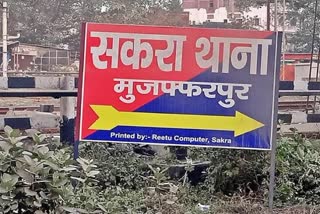 सकरा थाना
मुजफ्फरपुर
Printed by:- Reetu Computer, Sakra